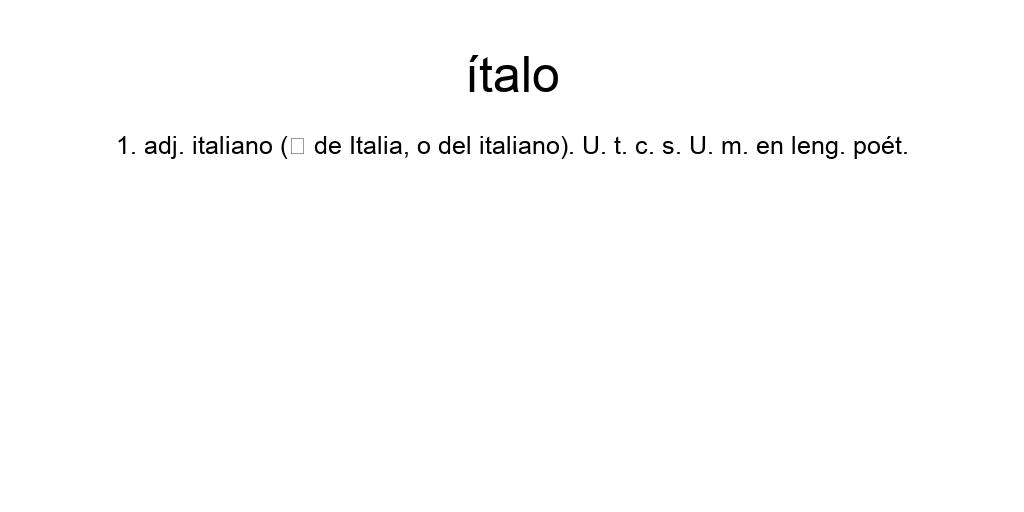 ítalo
1. adj. italiano (□ de Italia, o del italiano). U. t. c. s. U. m. en leng. poét.